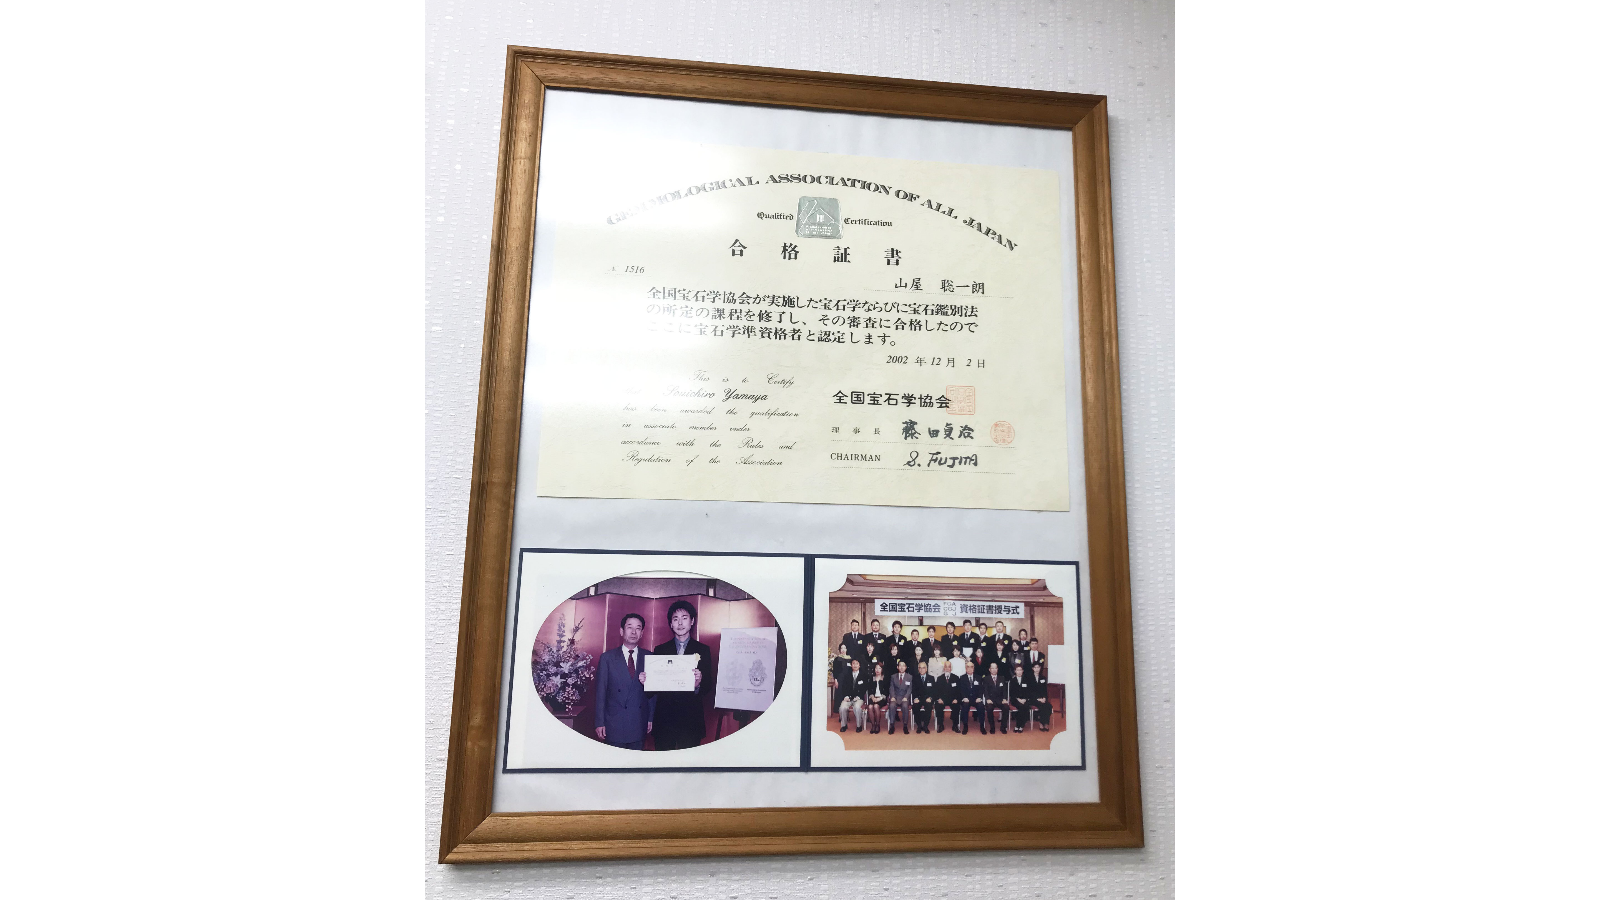 GEMMOLOGICAL ASSOCIATION OF ALL JAPAN
Qualified Certification
合格証書
1516
山屋 聡一朗
全国宝石学協会が実施した宝石学ならびに宝石鑑別法
の所定の課程を修了し、その審査に合格したので
ここに宝石学準資格者と認定します。
2002 年 12 月 2 日
This is to Certify
Souichiro Yamaya
has been awarded the qualification
in associate member under
accordance with the Rules and
Regulation of the Association
全国宝石学協会
理事長 藤田貞治
CHAIRMAN S. FUJITA
全国宝石学協会 資格証書授与式